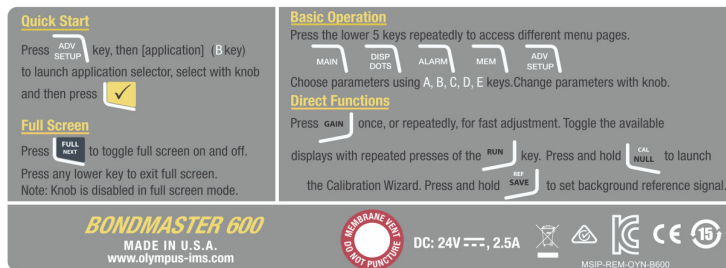 Quick Start
Press ADV SETUP key, then [application] (B key)
to launch application selector, select with knob
and then press
Full Screen
Press FULL NEXT to toggle full screen on and off.
Press any lower key to exit full screen.
Note: Knob is disabled in full screen mode.
Basic Operation
Press the lower 5 keys repeatedly to access different menu pages.
MAIN DISP DOTS ALARM MEM ADV SETUP
Choose parameters using A, B, C, D, E keys.Change parameters with knob.
Direct Functions
Press GAIN once, or repeatedly, for fast adjustment. Toggle the available
displays with repeated presses of the RUN key. Press and hold CAL NULL to launch
the Calibration Wizard. Press and hold REF SAVE to set background reference signal.
BONDMASTER 600
MADE IN U.S.A.
www.olympus-ims.com
MEMBRANE VENT
DO NOT PUNCTURE
DC: 24V, 2.5A
KC
CE
15
MSIP-REM-OYN-B600